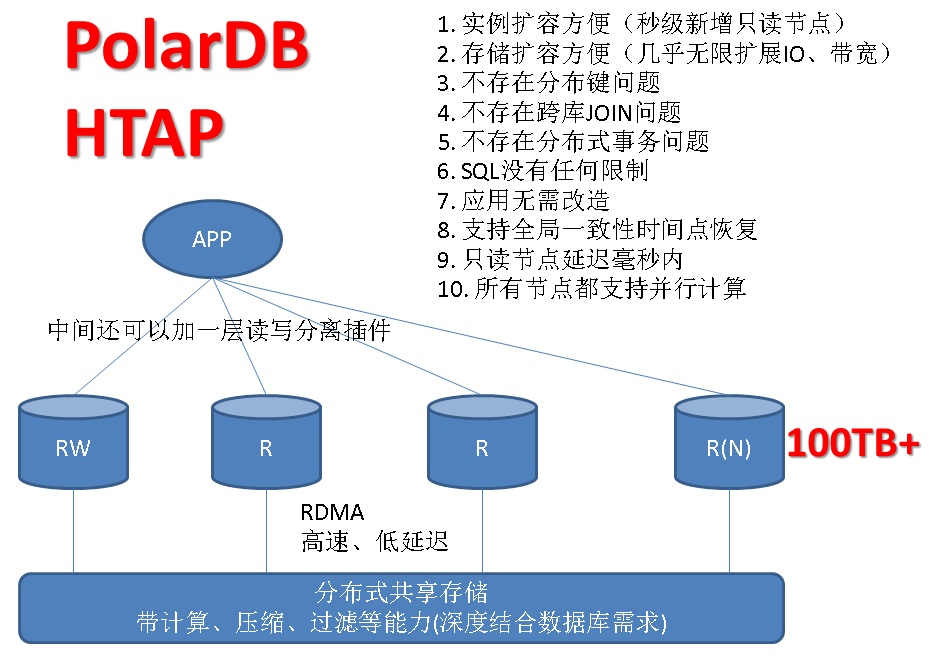 PolarDB
HTAP
1. 实例扩容方便（秒级新增只读节点）
2. 存储扩容方便（几乎无限扩展IO、带宽）
3. 不存在分布键问题
4. 不存在跨库JOIN问题
5. 不存在分布式事务问题
6. SQL没有任何限制
7. 应用无需改造
8. 支持全局一致性时间点恢复
9. 只读节点延迟毫秒内
10. 所有节点都支持并行计算
APP
中间还可以加一层读写分离插件
RW
R
R
R(N)
100TB+
RDMA
高速、低延迟
分布式共享存储
带计算、压缩、过滤等能力(深度结合数据库需求)